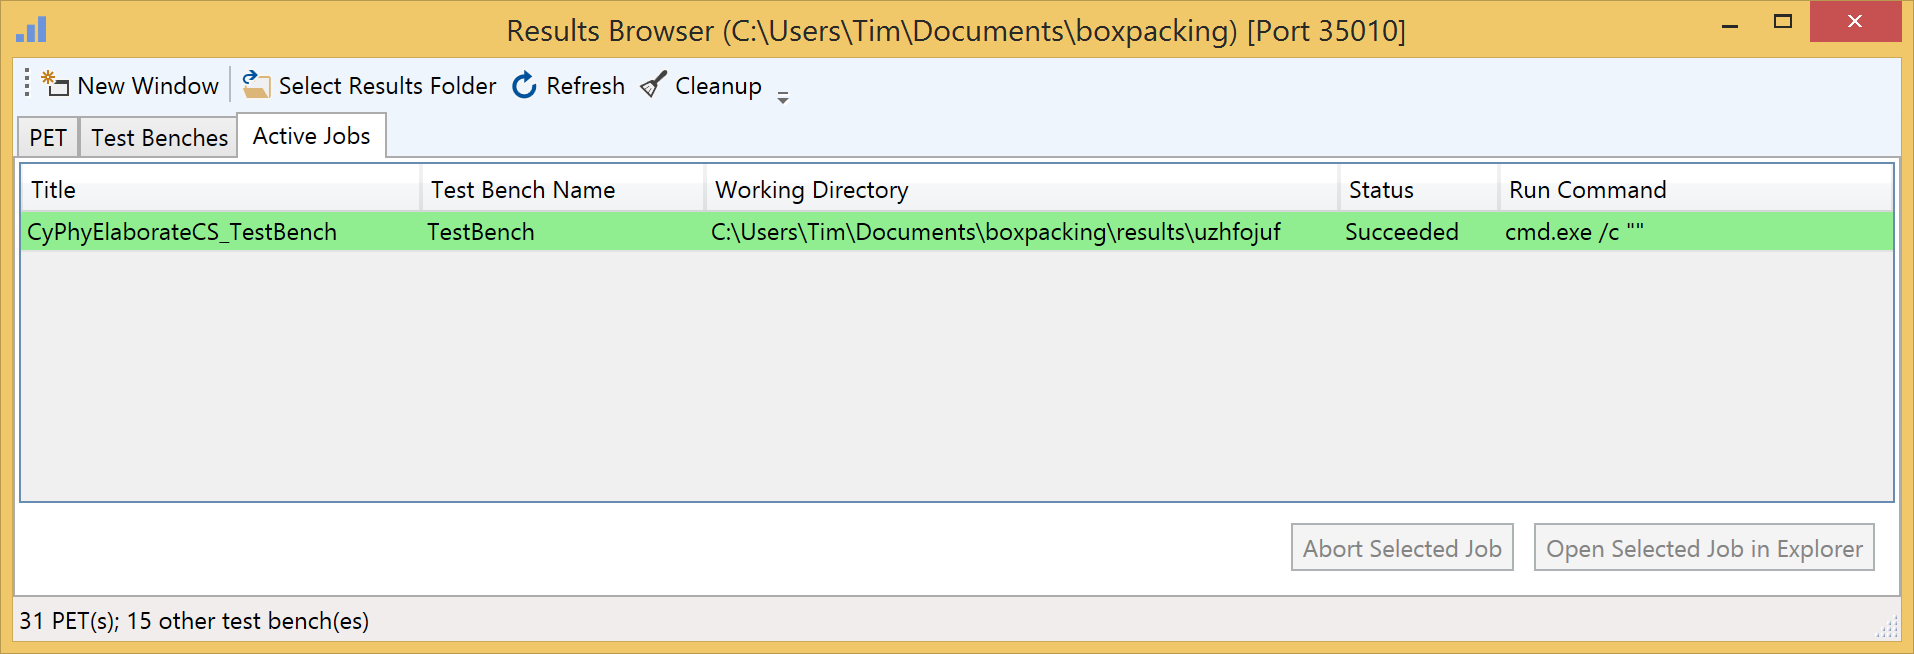 Results Browser (C:\Users\Tim\Documents\boxpacking) [Port 35010]
New Window Select Results Folder Refresh Cleanup
PET Test Benches Active Jobs
Title Test Bench Name Working Directory Status Run Command
CyPhyElaborateCS_TestBench TestBench C:\Users\Tim\Documents\boxpacking\results\uzhfojuf Succeeded cmd.exe /c ""
Abort Selected Job Open Selected Job in Explorer
31 PET(s); 15 other test bench(es)